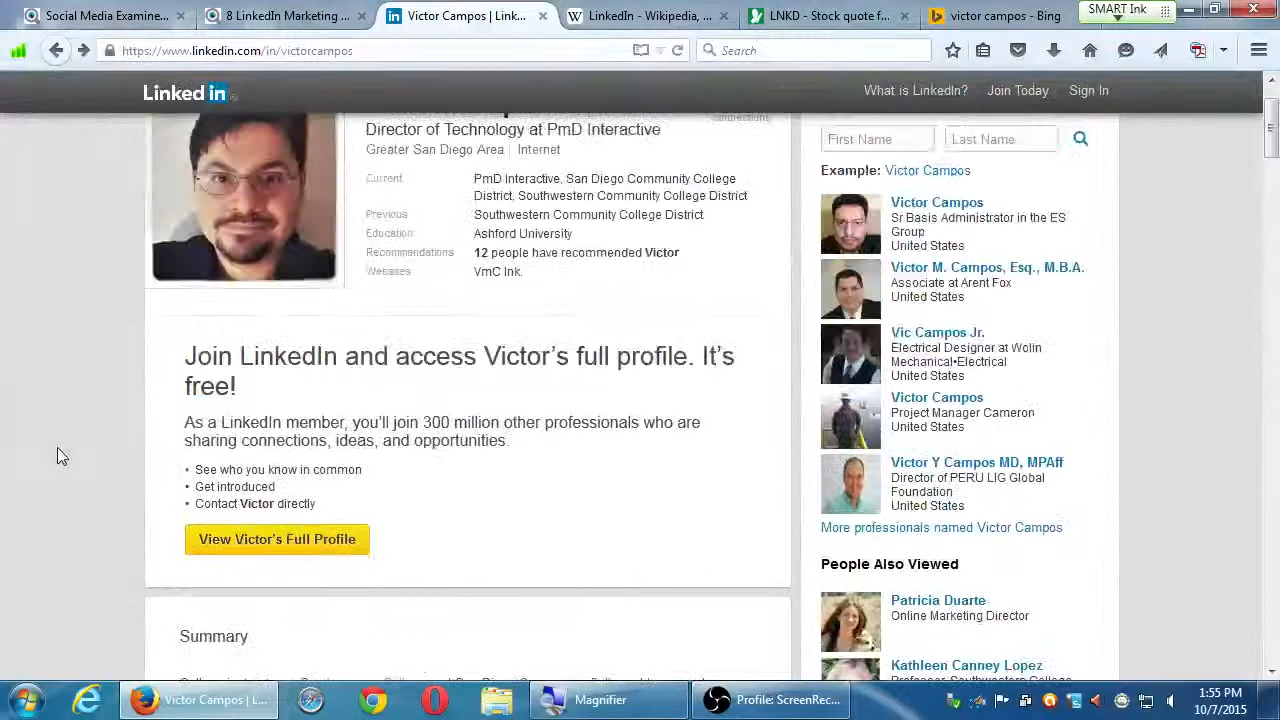 Social Media Examine...
8 LinkedIn Marketing ...
Victor Campos | Link...
LinkedIn - Wikipedia, ...
LNKD - Stock quote f...
victor campos - Bing
SMART Ink
https://www.linkedin.com/in/victorcampos
Search
Linked in
What is LinkedIn?
Join Today
Sign In
connections
Director of Technology at PmD Interactive
Greater San Diego Area
Internet
Current
PmD Interactive, San Diego Community College
District, Southwestern Community College District
Previous
Southwestern Community College District
Education
Ashford University
Recommendations
12 people have recommended Victor
Websites
VmC Ink.
Join LinkedIn and access Victor's full profile. It's
free!
As a LinkedIn member, you'll join 300 million other professionals who are
sharing connections, ideas, and opportunities.
• See who you know in common
• Get introduced
• Contact Victor directly
View Victor's Full Profile
Summary
First Name
Last Name
Example: Victor Campos
Victor Campos
Sr Basis Administrator in the ES
Group
United States
Victor M. Campos, Esq., M.B.A.
Associate at Arent Fox
United States
Vic Campos Jr.
Electrical Designer at Wolin
Mechanical•Electrical
United States
Victor Campos
Project Manager Cameron
United States
Victor Y Campos MD, MPAff
Director of PERU LIG Global
Foundation
United States
More professionals named Victor Campos
People Also Viewed
Patricia Duarte
Online Marketing Director
Kathleen Canney Lopez
Victor Campos | L...
Magnifier
Profile: ScreenRec...
1:55 PM
10/7/2015